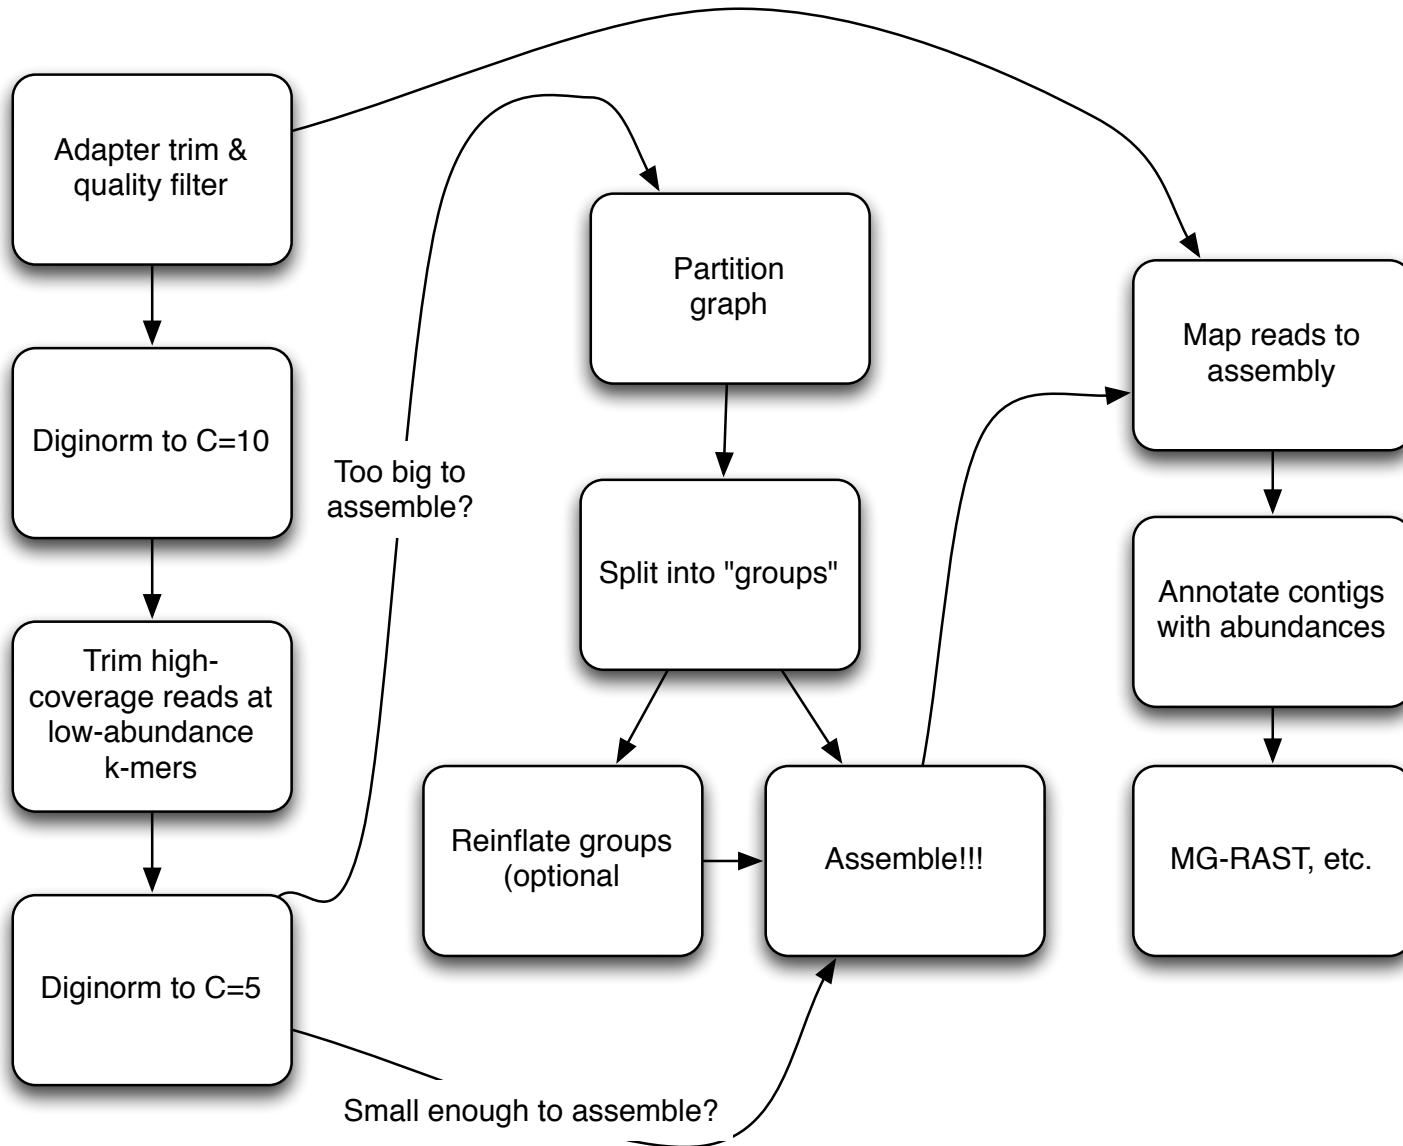 Adapter trim &
quality filter
Diginorm to C=10
Trim high-
coverage reads at
low-abundance
k-mers
Diginorm to C=5
Too big to
assemble?
Small enough to assemble?
Partition
graph
Split into "groups"
Reinflate groups
(optional
Assemble!!!
Map reads to
assembly
Annotate contigs
with abundances
MG-RAST, etc.